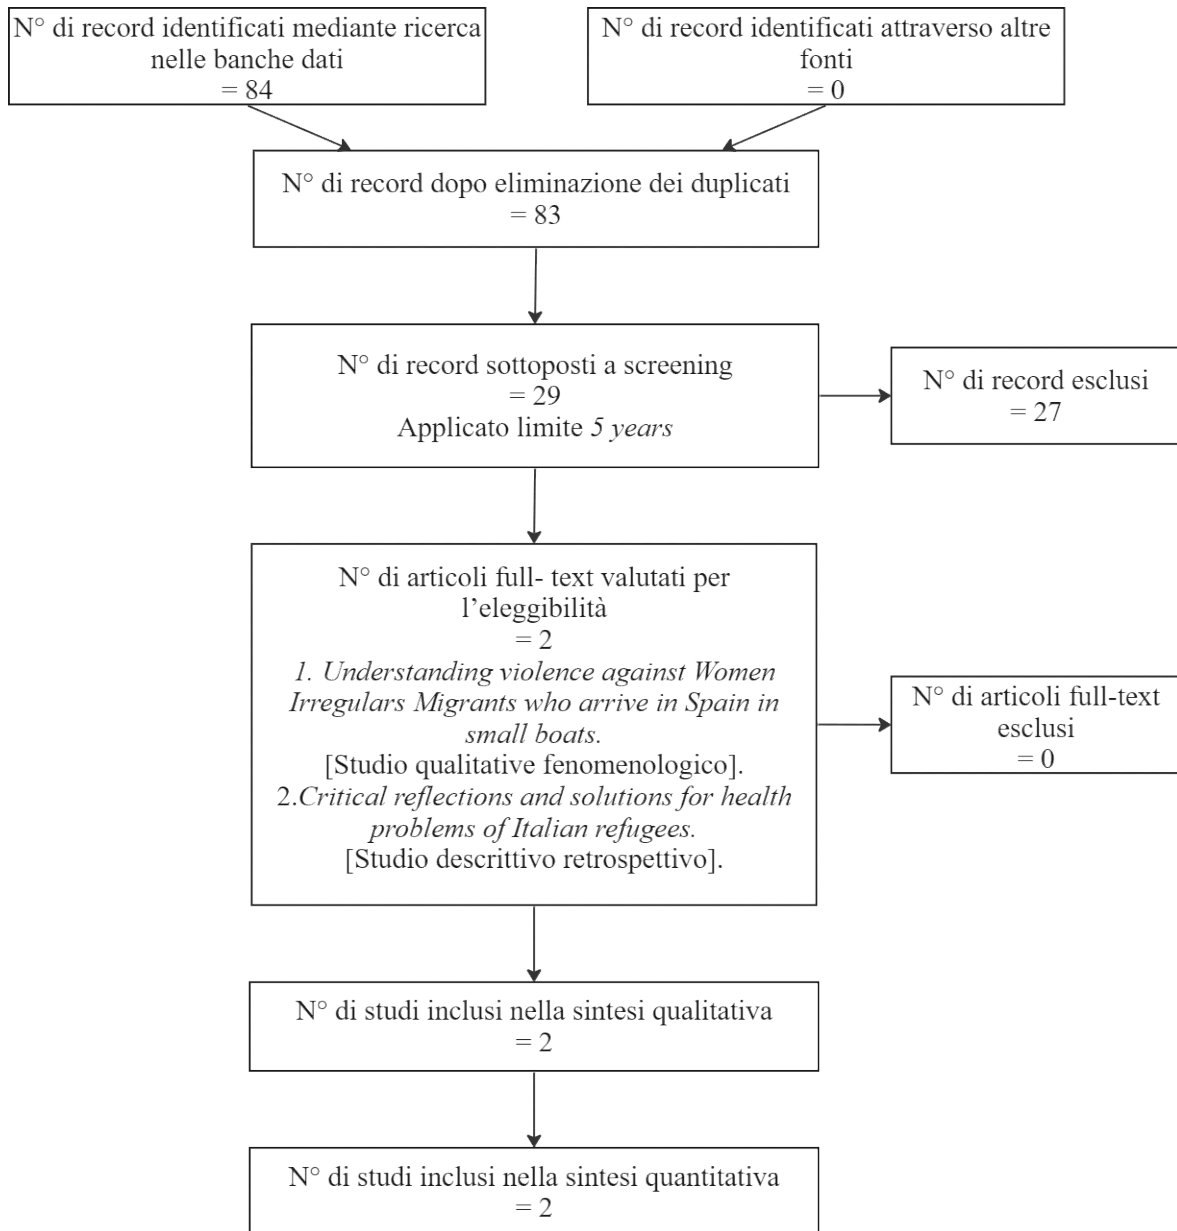 N° di record identificati mediante ricerca
nelle banche dati
= 84
N° di record identificati attraverso altre
fonti
= 0
N° di record dopo eliminazione dei duplicati
= 83
N° di record sottoposti a screening
= 29
Applicato limite 5 years
N° di record esclusi
= 27
N° di articoli full- text valutati per
l’eleggibilità
= 2
1. Understanding violence against Women
Irregulars Migrants who arrive in Spain in
small boats.
[Studio qualitative fenomenologico].
2.Critical reflections and solutions for health
problems of Italian refugees.
[Studio descrittivo retrospettivo].
N° di articoli full-text
esclusi
= 0
N° di studi inclusi nella sintesi qualitativa
= 2
N° di studi inclusi nella sintesi quantitativa
= 2